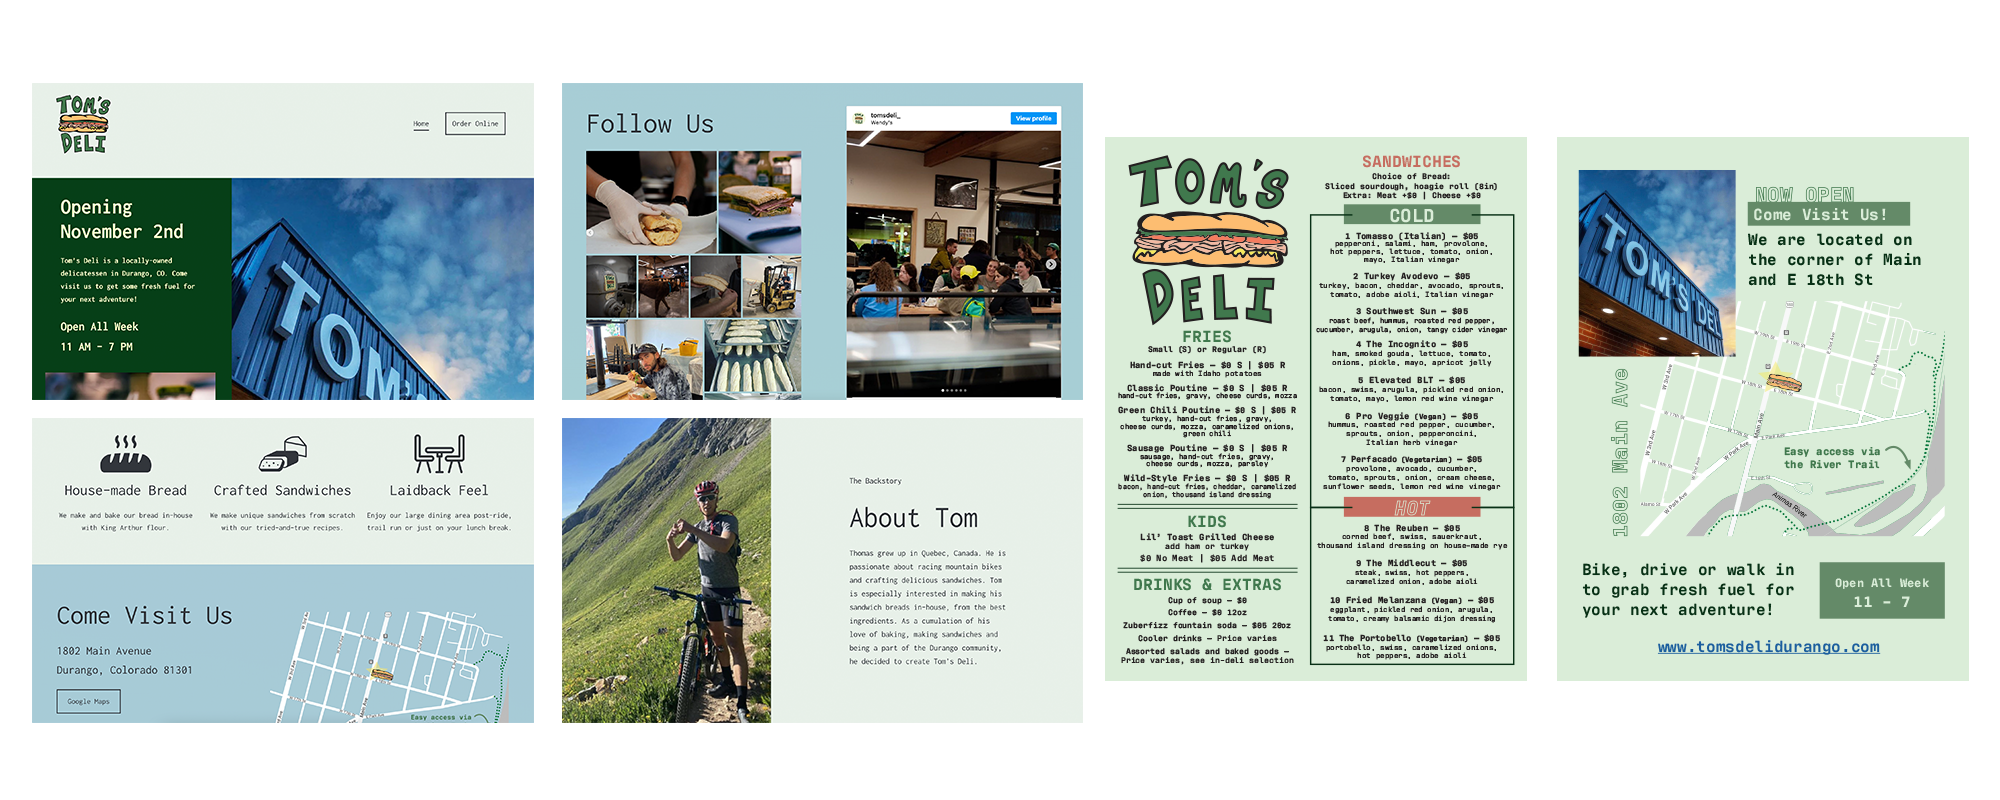 TOM'S
DELI
Home
Order Online
Opening
November 2nd
Tom's Deli is a locally-owned
delicatessen in Durango, CO. Come
visit us to get some fresh fuel for
your next adventure!
Open All Week
11 AM – 7 PM
TOM'
House-made Bread
We make and bake our bread in-house
with King Arthur flour.
Crafted Sandwiches
We make unique sandwiches from scratch
with our tried-and-true recipes.
Laidback Feel
Enjoy our large dining area post-ride,
trail run or just on your lunch break.
Come Visit Us
1802 Main Avenue
Durango, Colorado 81301
Google Maps
Easy access via
Follow Us
tomsdeli_
Wendy's
View profile
The Backstory
About Tom
Thomas grew up in Quebec, Canada. He is
passionate about racing mountain bikes
and crafting delicious sandwiches. Tom
is especially interested in making his
sandwich breads in-house, from the best
ingredients. As a cumulation of his
love of baking, making sandwiches and
being a part of the Durango community,
he decided to create Tom's Deli.
TOM'S
DELI
FRIES
Small (S) or Regular (R)
Hand-cut Fries – $0 S | $05 R
made with Idaho potatoes
Classic Poutine – $0 S | $05 R
hand-cut fries, gravy, cheese curds, mozza
Green Chili Poutine – $0 S | $05 R
turkey, hand-cut fries, gravy,
cheese curds, mozza, caramelized onions,
green chili
Sausage Poutine – $0 S | $05 R
sausage, hand-cut fries, gravy,
cheese curds, mozza, parsley
Wild-Style Fries – $0 S | $05 R
bacon, hand-cut fries, cheddar, caramelized
onion, thousand island dressing
KIDS
Lil' Toast Grilled Cheese
add ham or turkey
$0 No Meat | $05 Add Meat
DRINKS & EXTRAS
Cup of soup – $0
Coffee – $0 12oz
Zuberfizz fountain soda – $05 20oz
Cooler drinks – Price varies
Assorted salads and baked goods –
Price varies, see in-deli selection
SANDWICHES
Choice of Bread:
Sliced sourdough, hoagie roll (8in)
Extra: Meat +$0 | Cheese +$0
COLD
1 Tomasso (Italian) – $05
pepperoni, salami, ham, provolone,
hot peppers, lettuce, tomato, onion,
mayo, Italian vinegar
2 Turkey Avodevo – $05
turkey, bacon, cheddar, avocado, sprouts,
tomato, adobe aioli, Italian vinegar
3 Southwest Sun – $05
roast beef, hummus, roasted red pepper,
cucumber, arugula, onion, tangy cider vinegar
4 The Incognito – $05
ham, smoked gouda, lettuce, tomato,
onions, pickle, mayo, apricot jelly
5 Elevated BLT – $05
bacon, swiss, arugula, pickled red onion,
tomato, mayo, lemon red wine vinegar
6 Pro Veggie (Vegan) – $05
hummus, roasted red pepper, cucumber,
sprouts, onion, pepperoncini,
Italian herb vinegar
7 Perfacado (Vegetarian) – $05
provolone, avocado, cucumber,
tomato, sprouts, onion, cream cheese,
sunflower seeds, lemon red wine vinegar
HOT
8 The Reuben – $05
corned beef, swiss, sauerkraut,
thousand island dressing on house-made rye
9 The Middlecut – $05
steak, swiss, hot peppers,
caramelized onion, adobe aioli
10 Fried Melanzana (Vegan) – $05
eggplant, pickled red onion, arugula,
tomato, creamy balsamic dijon dressing
11 The Portobello (Vegetarian) – $05
portobello, swiss, caramelized onions,
hot peppers, adobe aioli
TOM'S DEL
NOW OPEN
Come Visit Us!
We are located on
the corner of Main
and E 18th St
1802 Main Ave
W 3rd Ave
E 2nd Ave
E 3rd Ave
Main Ave
W Park Ave
E Park Ave
Animas River
Easy access via
the River Trail
Bike, drive or walk in
to grab fresh fuel for
your next adventure!
Open All Week
11 – 7
www.tomsdelidurango.com